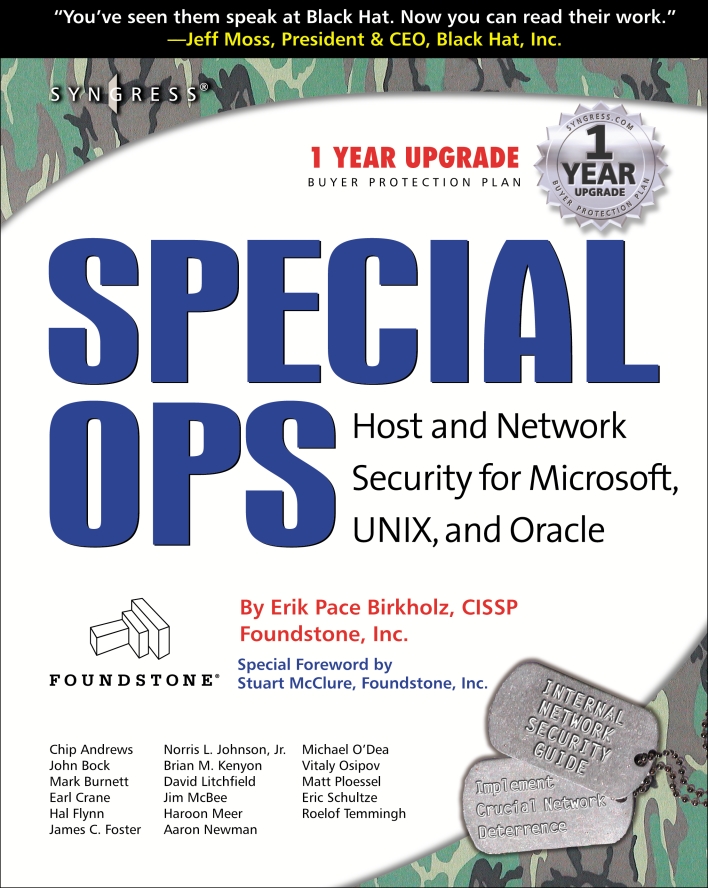 “You’ve seen them speak at Black Hat. Now you can read their work.”
—Jeff Moss, President & CEO, Black Hat, Inc.
SYNGRESS®
1 YEAR UPGRADE
BUYER PROTECTION PLAN
SYNGRESS.COM
1
YEAR
UPGRADE
BUYER PROTECTION PLAN
SPECIAL
OPS
Host and Network
Security for Microsoft,
UNIX, and Oracle
By Erik Pace Birkholz, CISSP
Foundstone, Inc.
Special Foreword by
Stuart McClure, Foundstone, Inc.
FOUNDSTONE®
INTERNAL
NETWORK
SECURITY
GUIDE
Implement
Crucial Network
Deterrence
Chip Andrews
John Bock
Mark Burnett
Earl Crane
Hal Flynn
James C. Foster
Norris L. Johnson, Jr.
Brian M. Kenyon
David Litchfield
Jim McBee
Haroon Meer
Aaron Newman
Michael O’Dea
Vitaly Osipov
Matt Ploessel
Eric Schultze
Roelof Temmingh